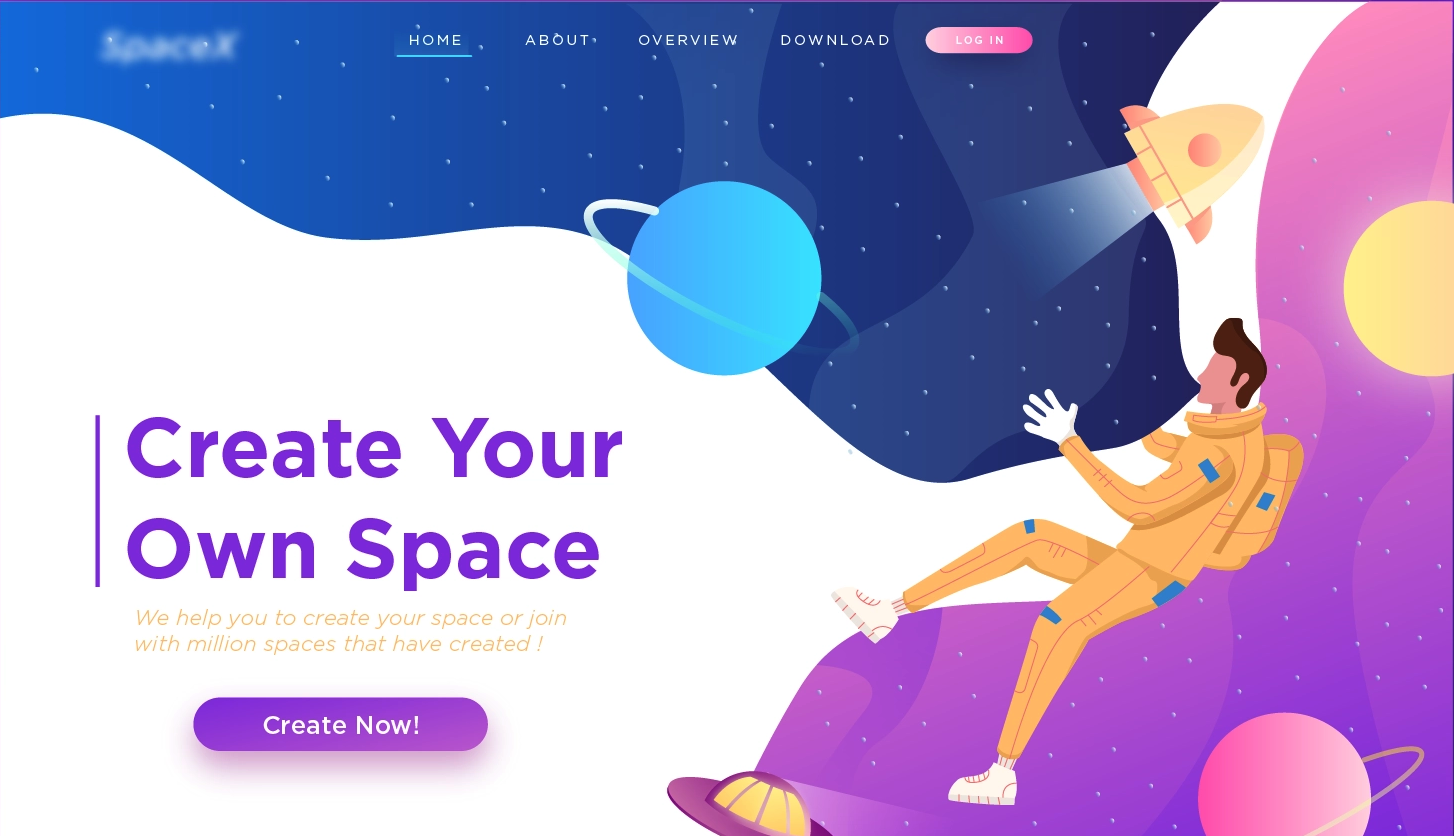 SpaceX
HOME ABOUT OVERVIEW DOWNLOAD LOG IN
Create Your
Own Space
We help you to create your space or join
with million spaces that have created !
Create Now!